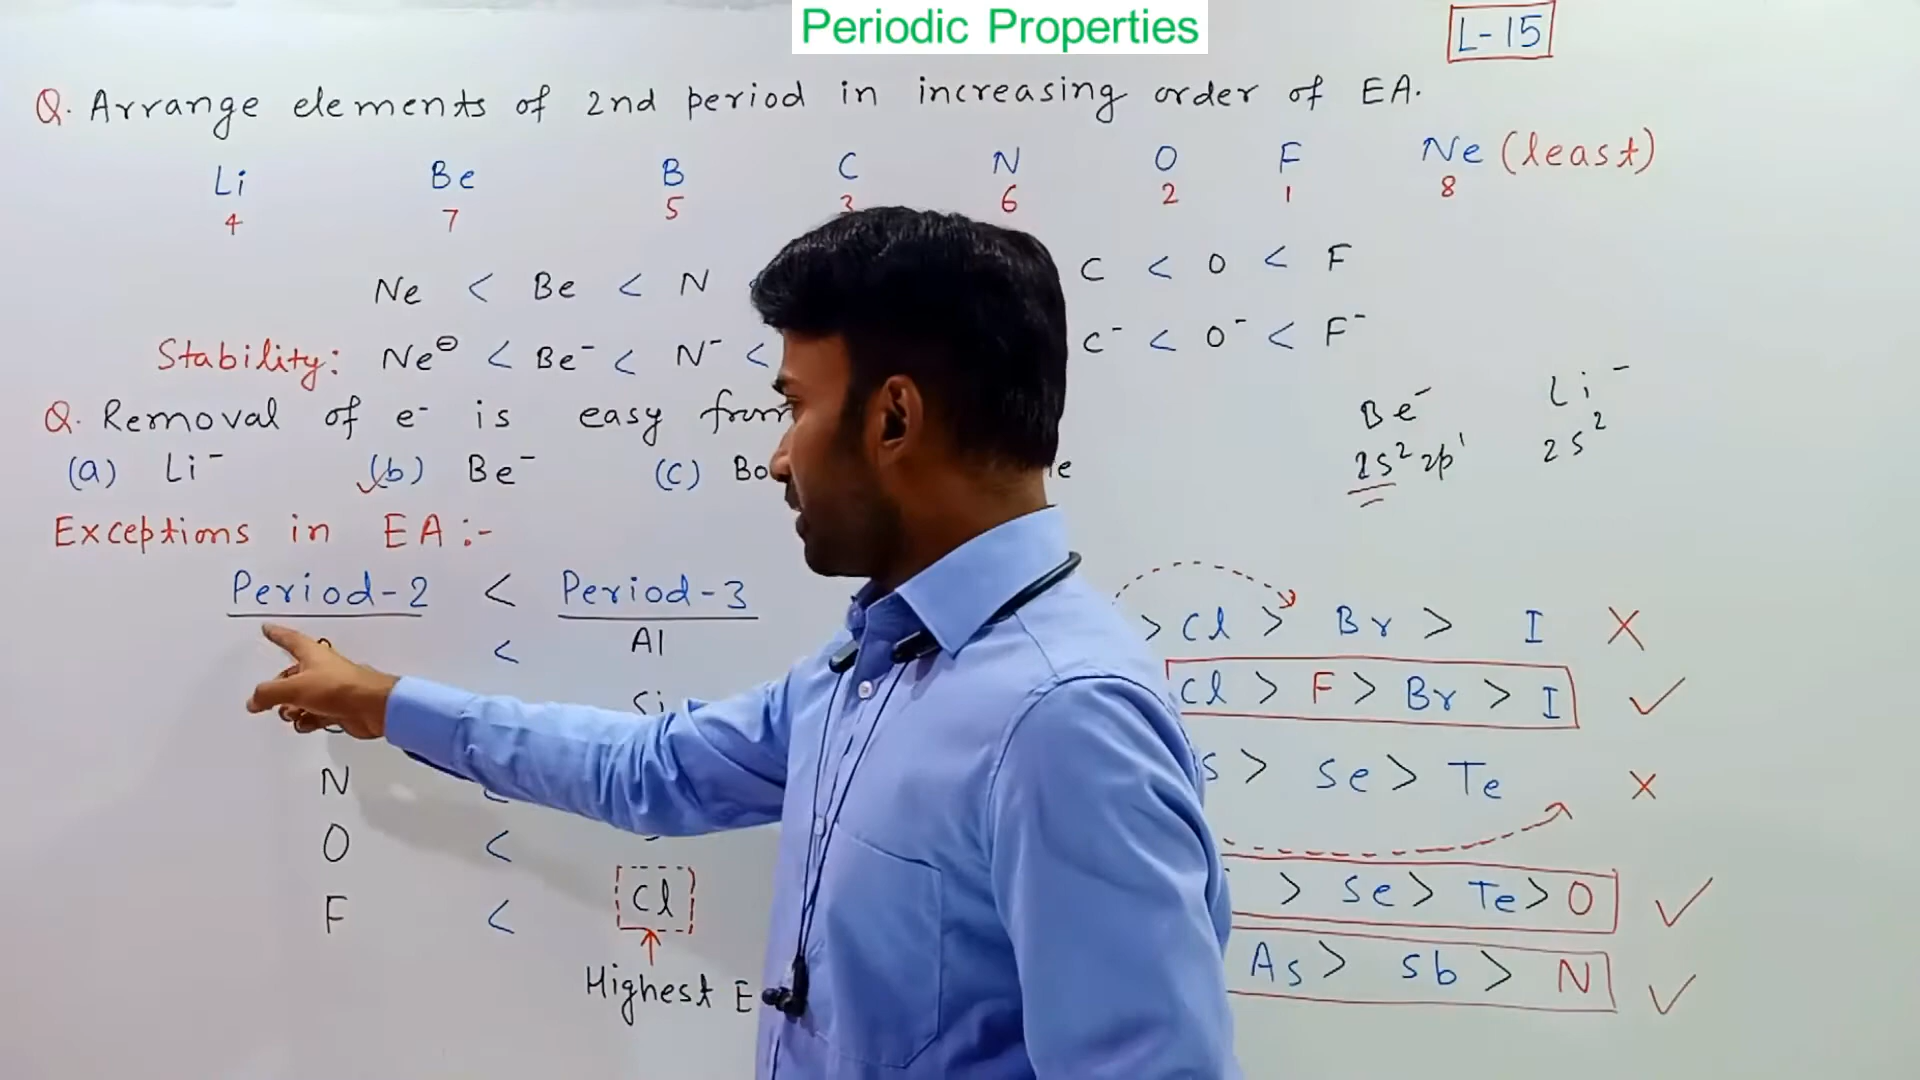 Periodic Properties
L-15
Q. Arrange elements of 2nd period in increasing order of EA.
Li Be B C N O F Ne (least)
4 7 5 3 6 2 1 8
Ne < Be < N C < O < F
Stability: Ne⊖ < Be⁻ < N⁻ < C⁻ < O⁻ < F⁻
Be⁻ Li⁻
2s² 2p¹ 2s²
Q. Removal of e⁻ is easy from
(a) Li⁻ (b) Be⁻ (c)
Exceptions in EA:-
Period-2 < Period-3
< Al
Si
N <
O <
F < Cl
Highest E
> Cl > Br > I X
Cl > F > Br > I ✓
S > Se > Te X
> Se > Te > O ✓
As > Sb > N ✓